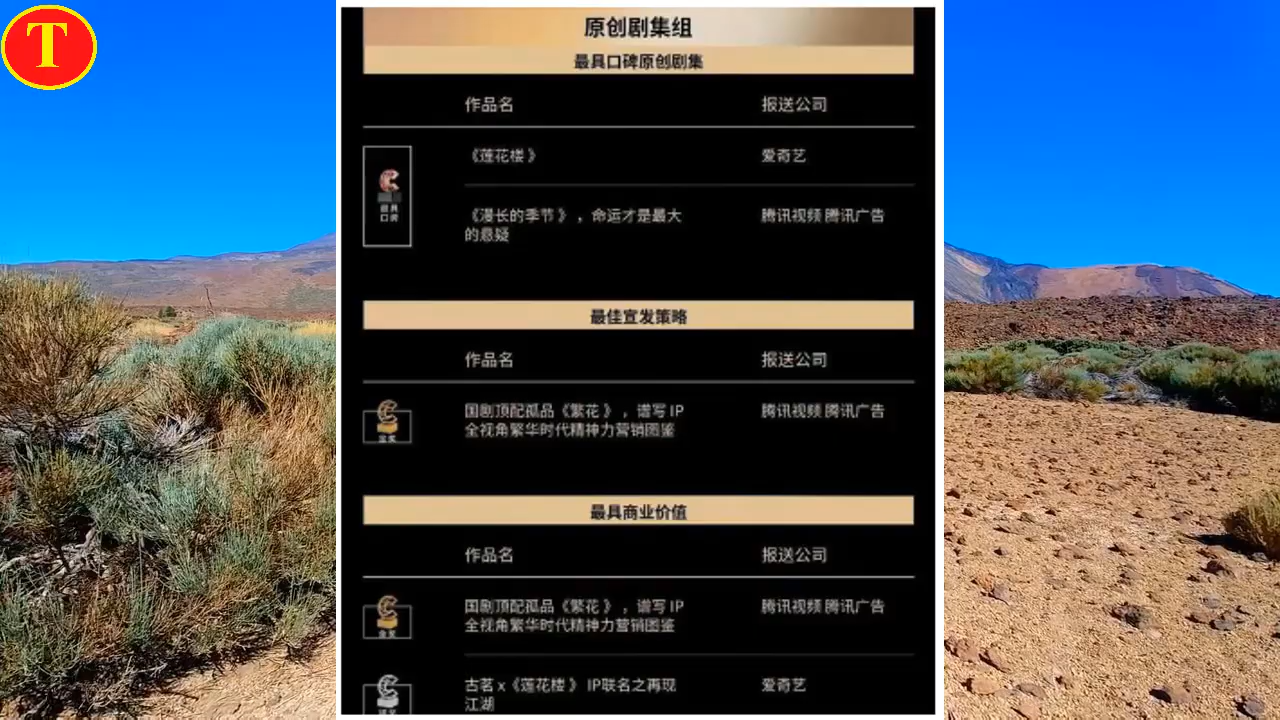 T
原创剧集组
最具口碑原创剧集
作品名 报送公司
《莲花楼》 爱奇艺
最具
口碑
《漫长的季节》，命运才是最大 腾讯视频 腾讯广告
的悬疑
最佳宣发策略
作品名 报送公司
国剧顶配孤品《繁花》，谱写 IP 腾讯视频 腾讯广告
全视角繁华时代精神力营销图鉴
金奖
最具商业价值
作品名 报送公司
国剧顶配孤品《繁花》，谱写 IP 腾讯视频 腾讯广告
全视角繁华时代精神力营销图鉴
金奖
古茗 x《莲花楼》 IP联名之再现 爱奇艺
江湖